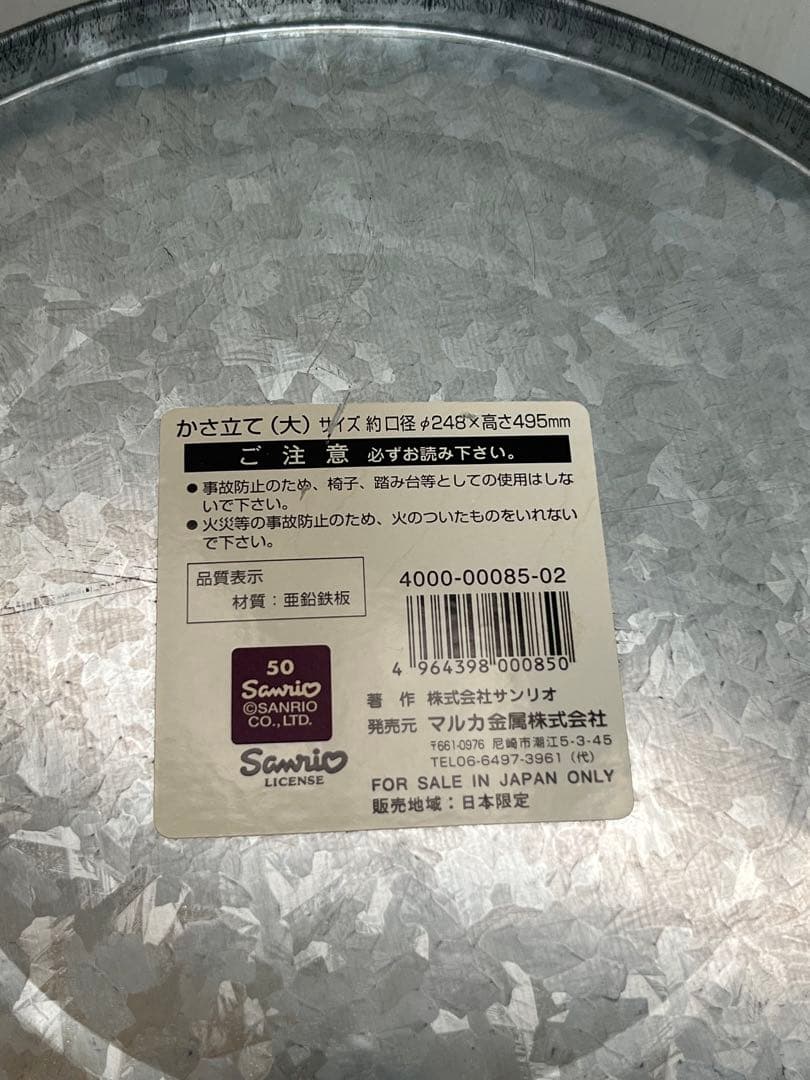 かさ立て(大)サイズ 約口径φ248×高さ495mm
ご注意 必ずお読み下さい。
●事故防止のため、椅子、踏み台等としての使用はしな
いで下さい。
●火災等の事故防止のため、火のついたものをいれない
で下さい。
品質表示
材質:亜鉛鉄板
4000-00085-02
4 964398 000850
50
Sanrio
©SANRIO
CO., LTD.
Sanrio
LICENSE
著 作 株式会社サンリオ
発売元 マルカ金属株式会社
〒661-0976 尼崎市潮江5-3-45
TEL06-6497-3961(代)
FOR SALE IN JAPAN ONLY
販売地域:日本限定